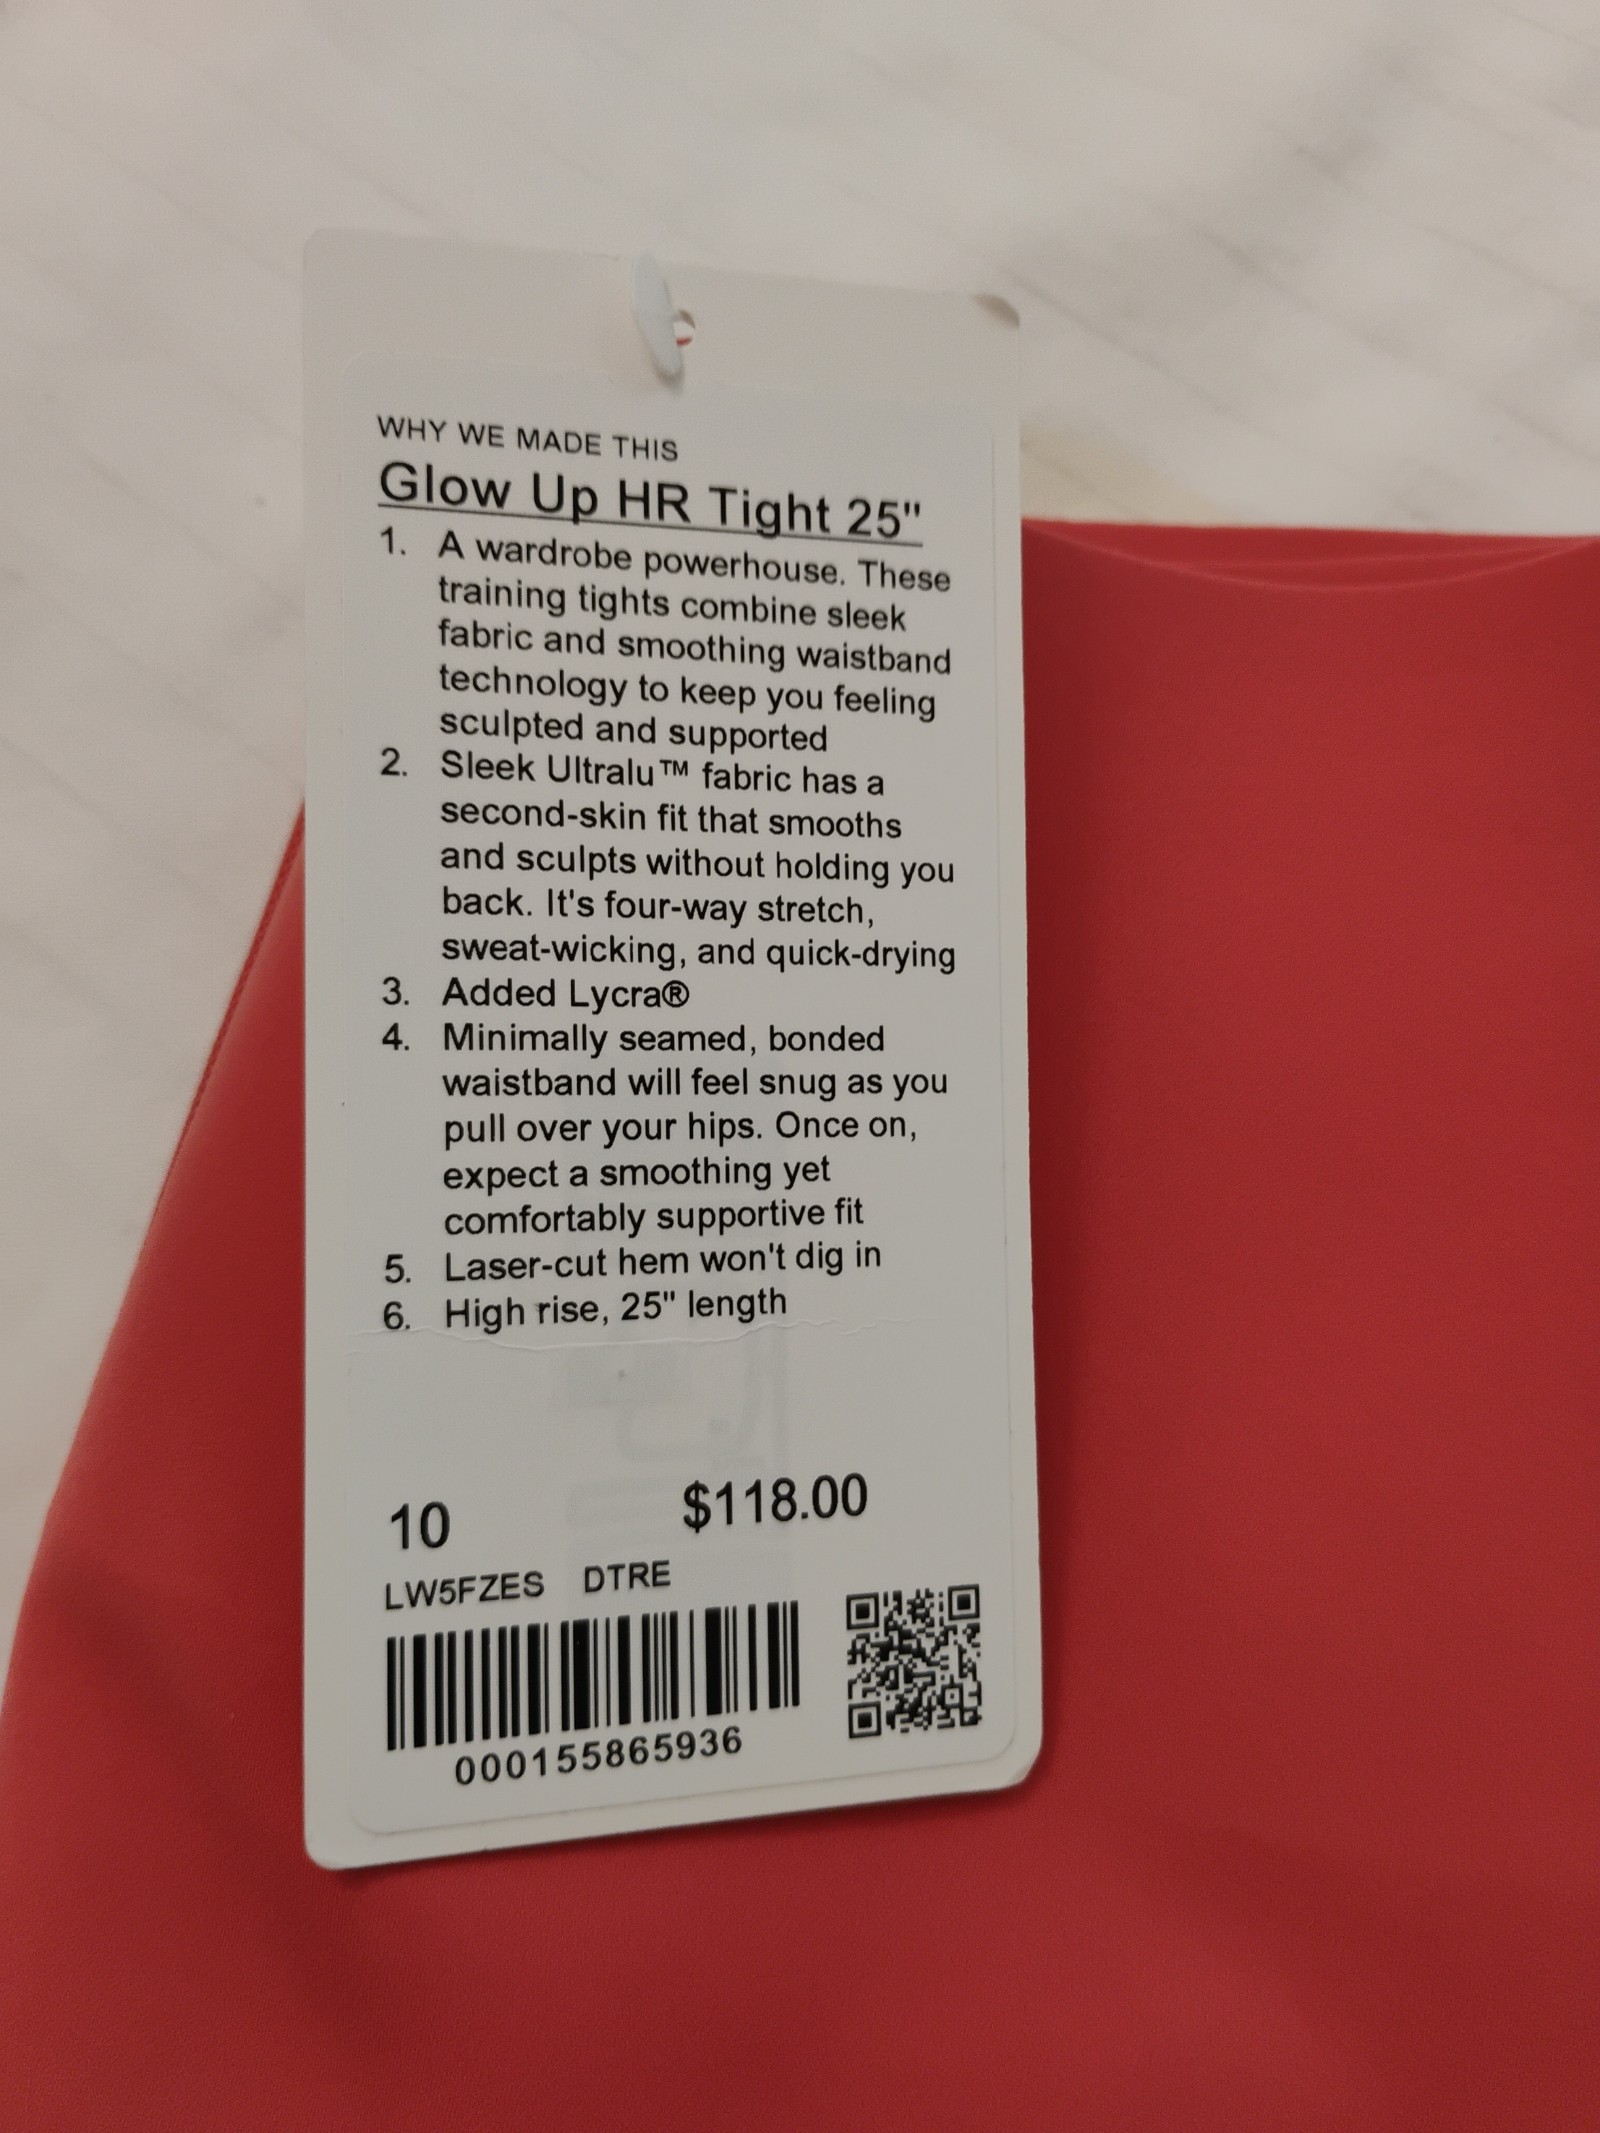 WHY WE MADE THIS
Glow Up HR Tight 25"
1. A wardrobe powerhouse. These
training tights combine sleek
fabric and smoothing waistband
technology to keep you feeling
sculpted and supported
2. Sleek Ultralu™ fabric has a
second-skin fit that smooths
and sculpts without holding you
back. It's four-way stretch,
sweat-wicking, and quick-drying
3. Added Lycra®
4. Minimally seamed, bonded
waistband will feel snug as you
pull over your hips. Once on,
expect a smoothing yet
comfortably supportive fit
5. Laser-cut hem won't dig in
6. High rise, 25" length
10 $118.00
LW5FZES DTRE
000155865936